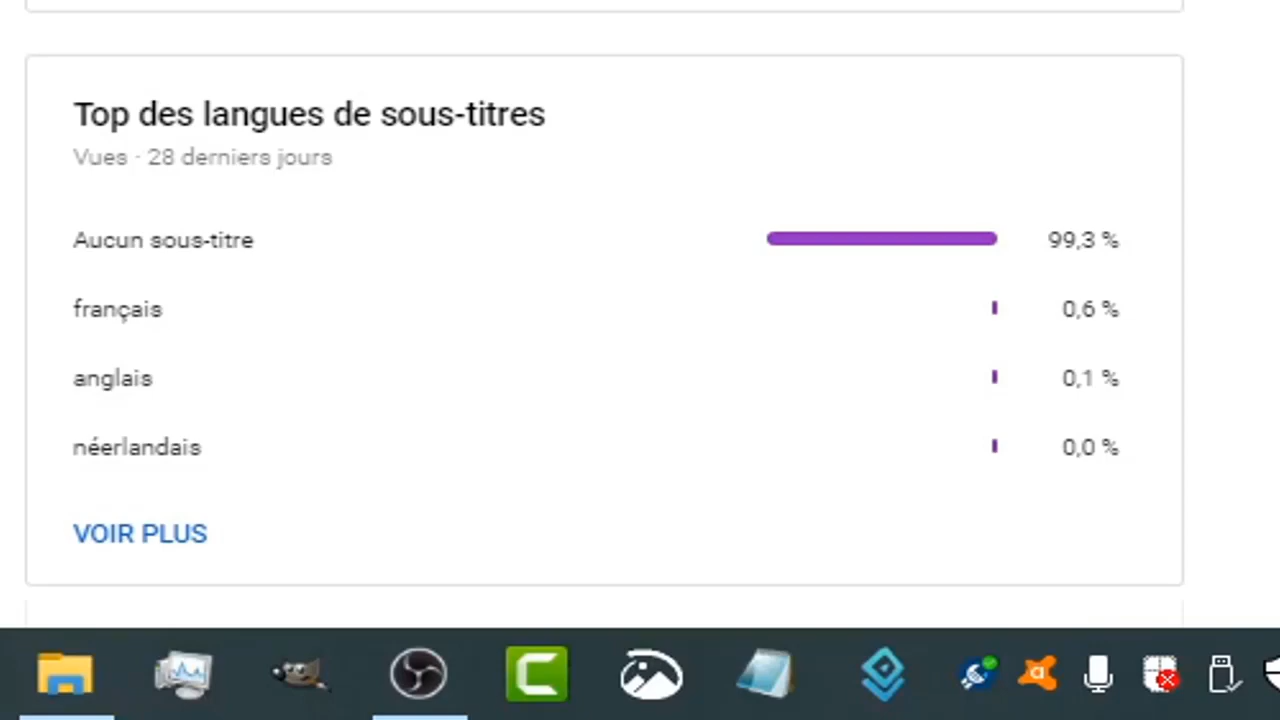 Top des langues de sous-titres
Vues · 28 derniers jours
Aucun sous-titre 99,3 %
français 0,6 %
anglais 0,1 %
néerlandais 0,0 %
VOIR PLUS